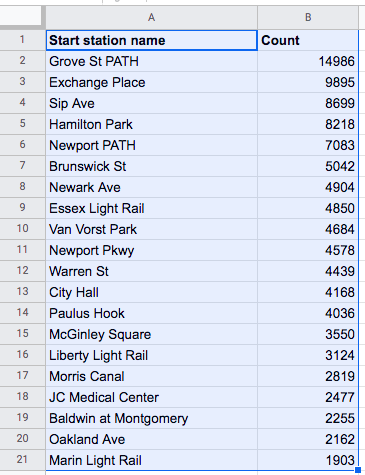 A B
1 Start station name Count
2 Grove St PATH 14986
3 Exchange Place 9895
4 Sip Ave 8699
5 Hamilton Park 8218
6 Newport PATH 7083
7 Brunswick St 5042
8 Newark Ave 4904
9 Essex Light Rail 4850
10 Van Vorst Park 4684
11 Newport Pkwy 4578
12 Warren St 4439
13 City Hall 4168
14 Paulus Hook 4036
15 McGinley Square 3550
16 Liberty Light Rail 3124
17 Morris Canal 2819
18 JC Medical Center 2477
19 Baldwin at Montgomery 2255
20 Oakland Ave 2162
21 Marin Light Rail 1903